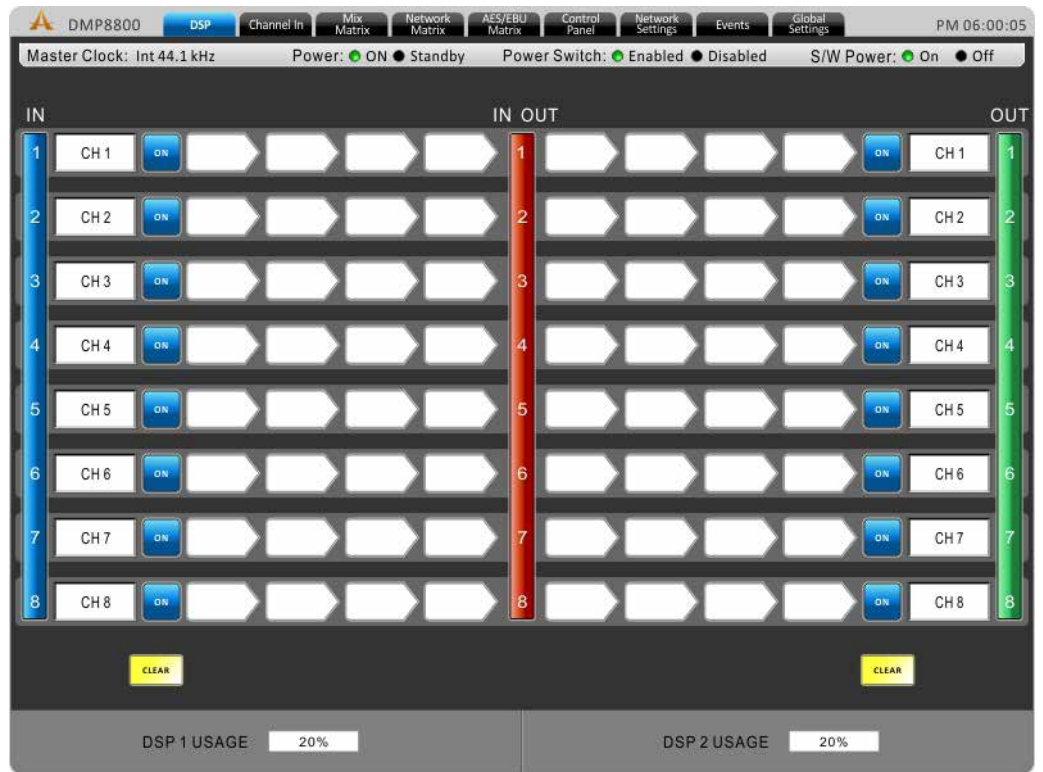 DMP8800 DSP Channel In Mix Matrix Network Matrix AES/EBU Matrix Control Panel Network Settings Events Global Settings PM 06:00:05
Master Clock: Int 44.1 kHz Power: ON Standby Power Switch: Enabled Disabled S/W Power: On Off
IN IN OUT OUT
1 CH 1 ON 1 ON CH 1 1
2 CH 2 ON 2 ON CH 2 2
3 CH 3 ON 3 ON CH 3 3
4 CH 4 ON 4 ON CH 4 4
5 CH 5 ON 5 ON CH 5 5
6 CH 6 ON 6 ON CH 6 6
7 CH 7 ON 7 ON CH 7 7
8 CH 8 ON 8 ON CH 8 8
CLEAR CLEAR
DSP 1 USAGE 20% DSP 2 USAGE 20%